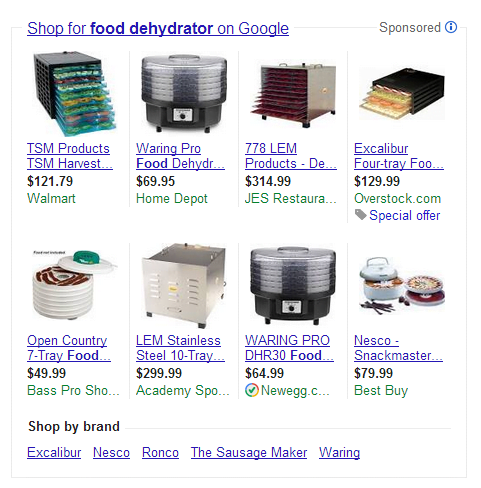 Shop for food dehydrator on Google
Sponsored
TSM Products
TSM Harvest...
$121.79
Walmart
Waring Pro
Food Dehydr...
$69.95
Home Depot
778 LEM
Products - De...
$314.99
JES Restaura...
Excalibur
Four-tray Foo...
$129.99
Overstock.com
Special offer
Food not included
Open Country
7-Tray Food...
$49.99
Bass Pro Sho...
LEM Stainless
Steel 10-Tray...
$299.99
Academy Spo...
WARING PRO
DHR30 Food...
$64.99
Newegg.c...
Nesco -
Snackmaster...
$79.99
Best Buy
Shop by brand
Excalibur Nesco Ronco The Sausage Maker Waring